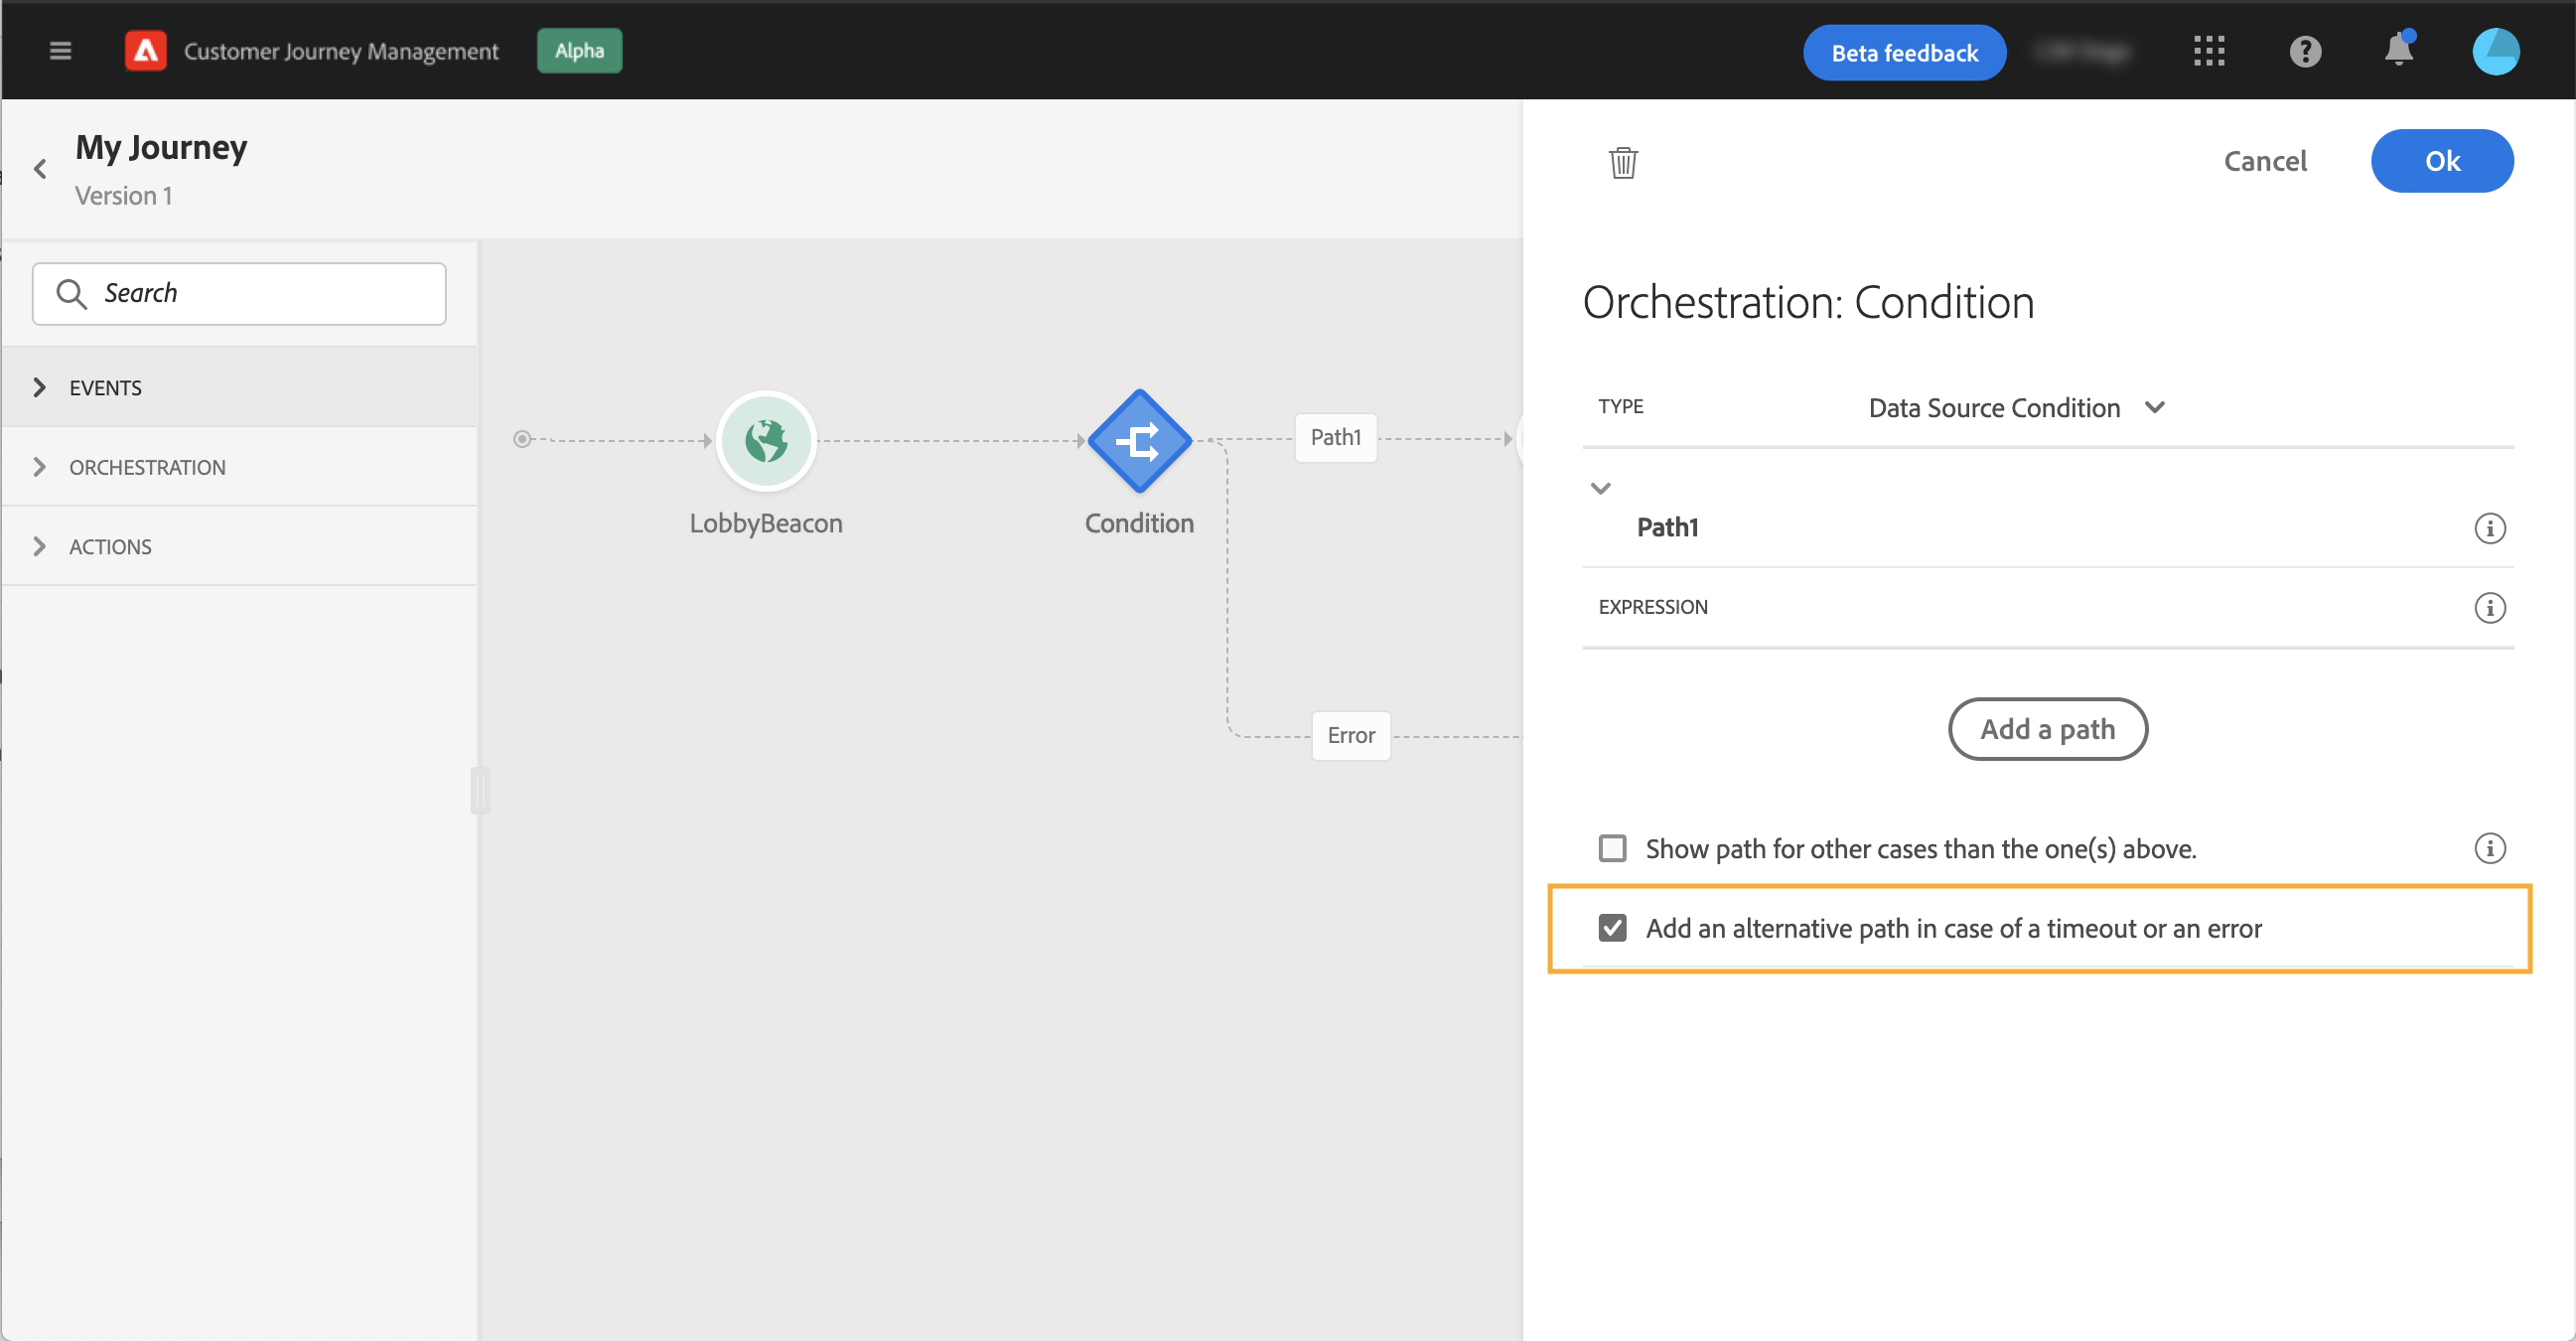 Customer Journey Management
Alpha
Beta feedback
My Journey
Version 1
Cancel
Ok
Search
EVENTS
ORCHESTRATION
ACTIONS
LobbyBeacon
Condition
Path1
Error
Orchestration: Condition
TYPE
Data Source Condition
Path1
EXPRESSION
Add a path
Show path for other cases than the one(s) above.
Add an alternative path in case of a timeout or an error